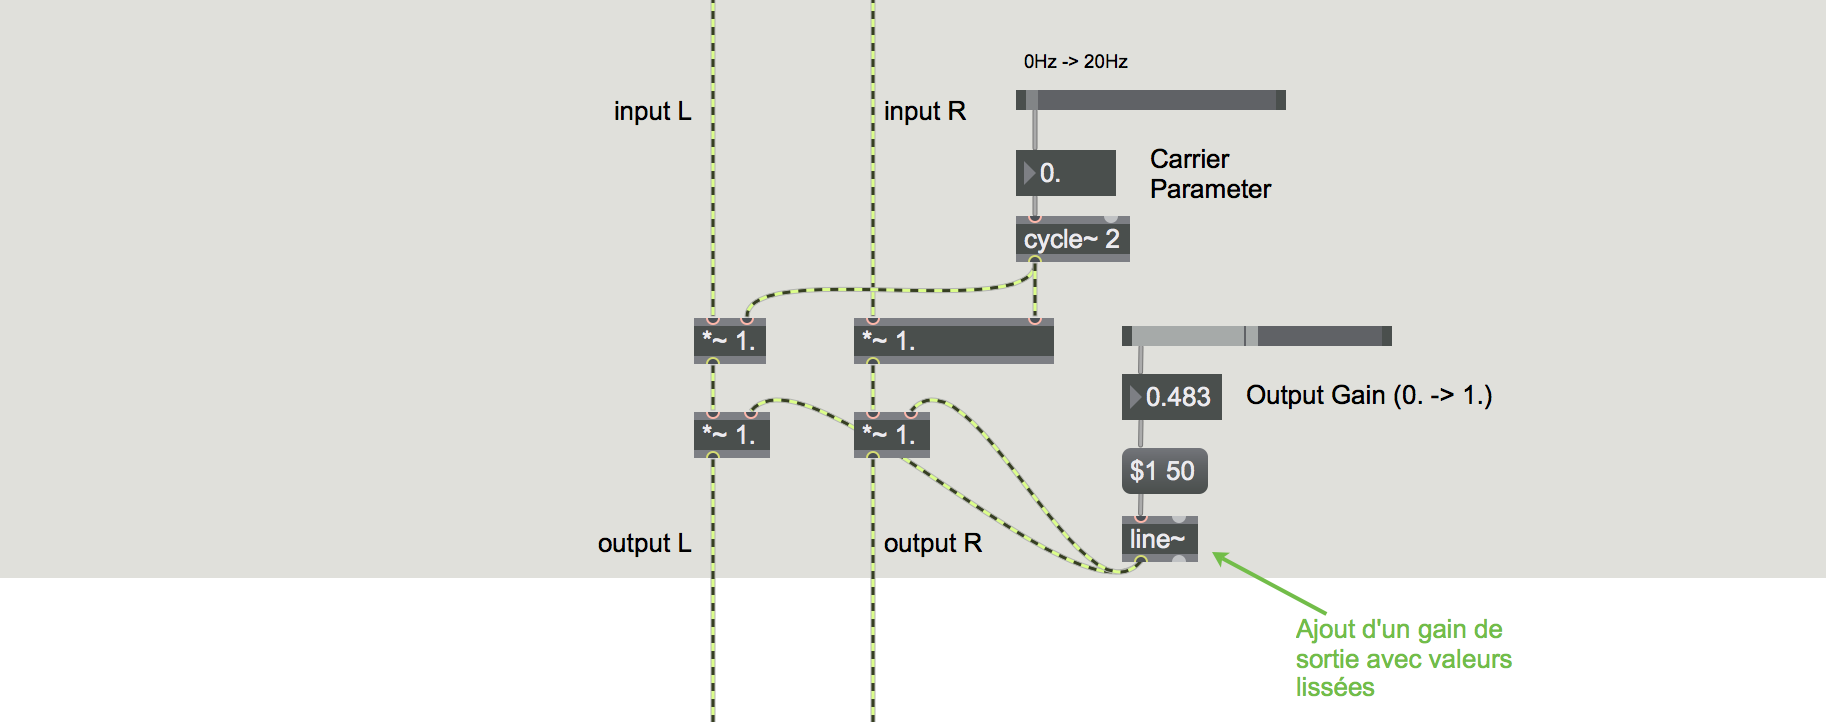 0Hz -> 20Hz
input L
input R
0.
Carrier
Parameter
cycle~ 2
*~ 1.
*~ 1.
0.483
Output Gain (0. -> 1.)
*~ 1.
*~ 1.
$1 50
output L
output R
line~
Ajout d'un gain de
sortie avec valeurs
lissées